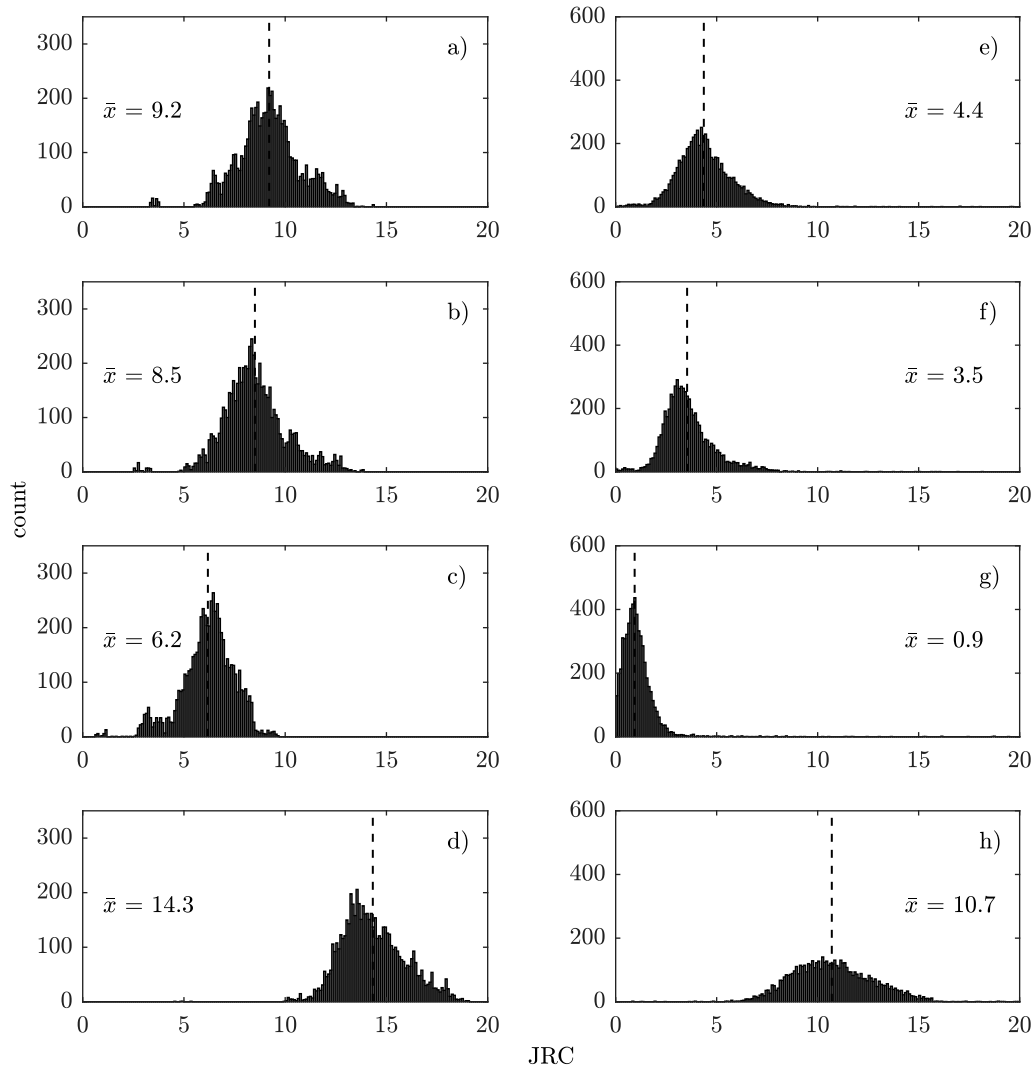 300
200
100
0
0 5 10 15 20
a)
x̄ = 9.2
600
400
200
0
0 5 10 15 20
e)
x̄ = 4.4
300
200
100
0
0 5 10 15 20
b)
x̄ = 8.5
600
400
200
0
0 5 10 15 20
f)
x̄ = 3.5
count
300
200
100
0
0 5 10 15 20
c)
x̄ = 6.2
600
400
200
0
0 5 10 15 20
g)
x̄ = 0.9
300
200
100
0
0 5 10 15 20
d)
x̄ = 14.3
600
400
200
0
0 5 10 15 20
h)
x̄ = 10.7
JRC